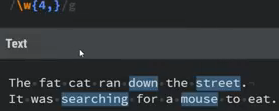 /\w{4,}/g
Text
The fat cat ran down the street.
It was searching for a mouse to eat.